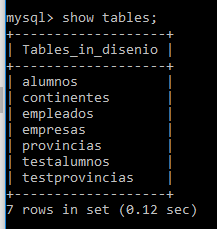 mysql> show tables;
+-------------------+
| Tables_in_disenio |
+-------------------+
| alumnos           |
| continentes       |
| empleados         |
| empresas          |
| provincias        |
| testalumnos       |
| testprovincias    |
+-------------------+
7 rows in set (0.12 sec)